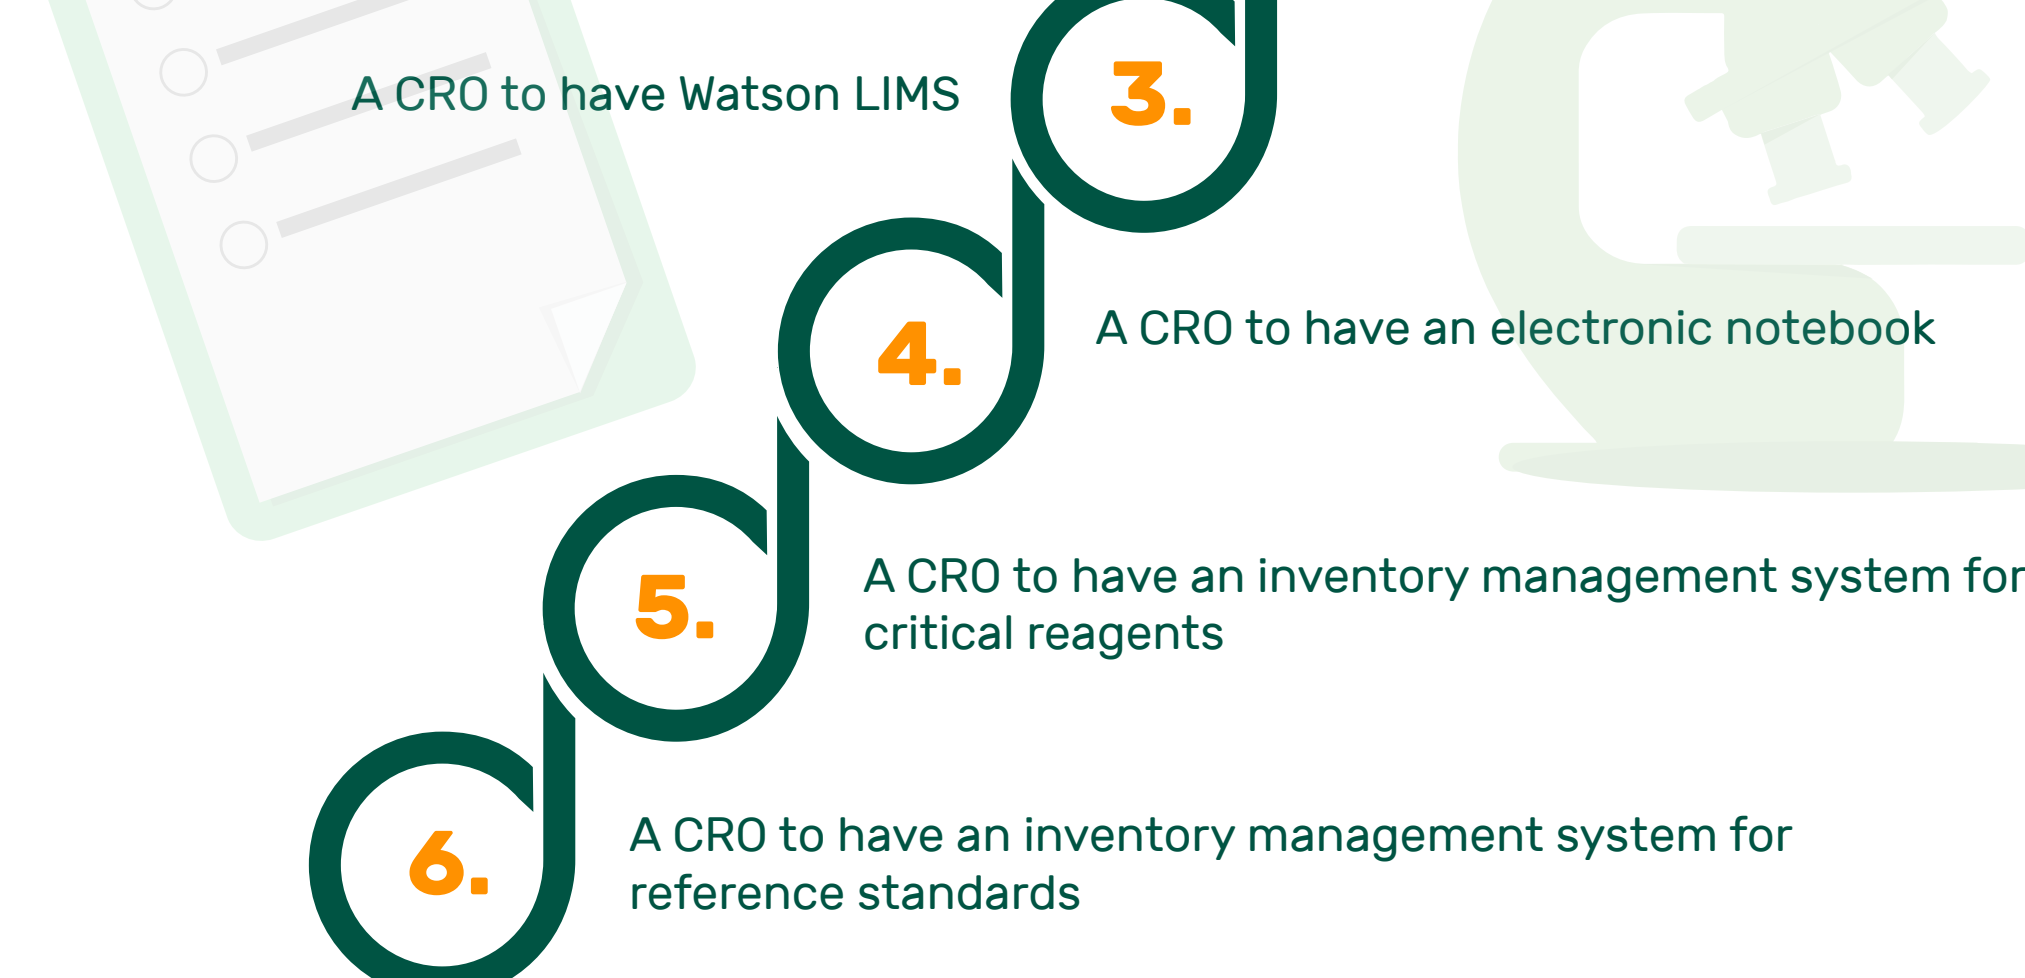 A CRO to have Watson LIMS
3.
4.
A CRO to have an electronic notebook
5.
A CRO to have an inventory management system for
critical reagents
6.
A CRO to have an inventory management system for
reference standards